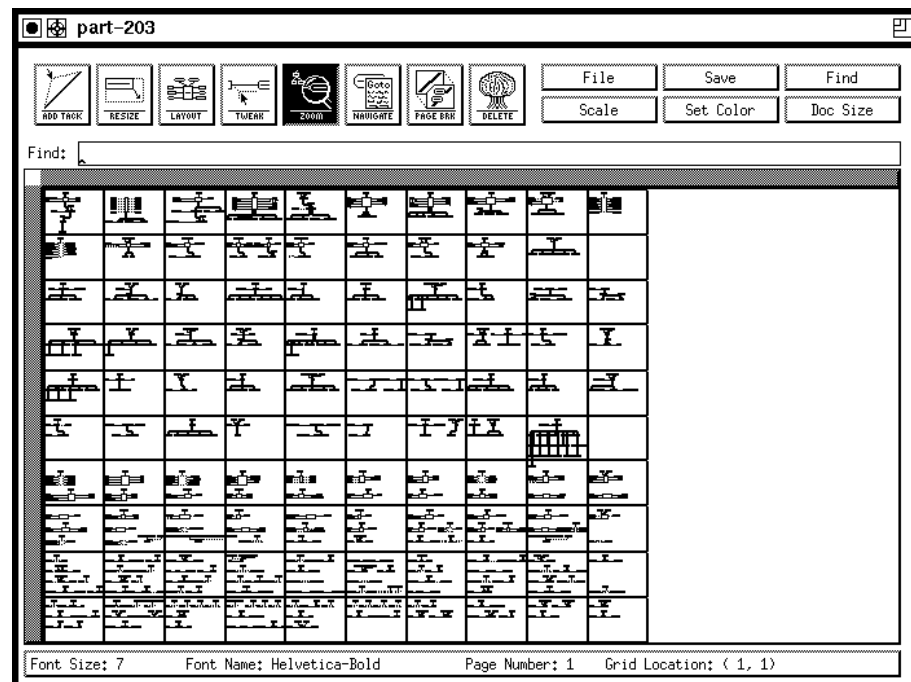 part-203
File Save Find
Goto
ADD TACK RESIZE LAYOUT TWEAK ZOOM NAVIGATE PAGE BRK DELETE
Scale Set Color Doc Size
Find:
Font Size: 7 Font Name: Helvetica-Bold Page Number: 1 Grid Location: ( 1, 1)